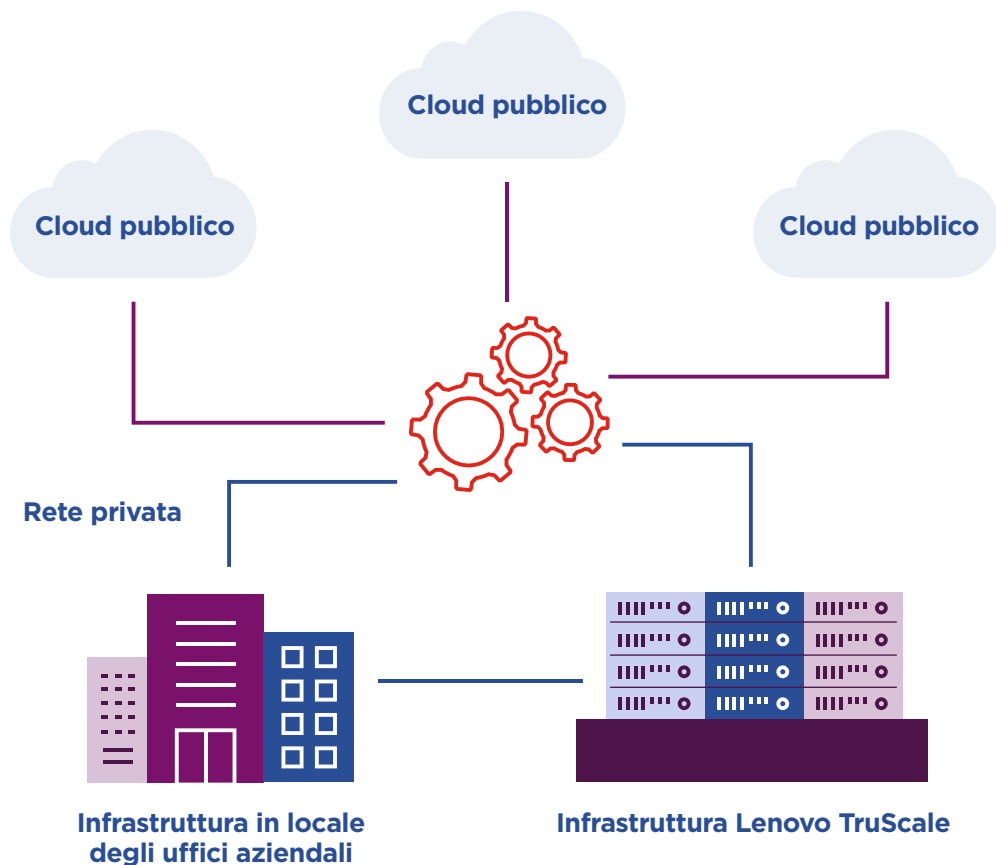 Cloud pubblico
Cloud pubblico
Cloud pubblico
Rete privata
Infrastruttura in locale
degli uffici aziendali
Infrastruttura Lenovo TruScale